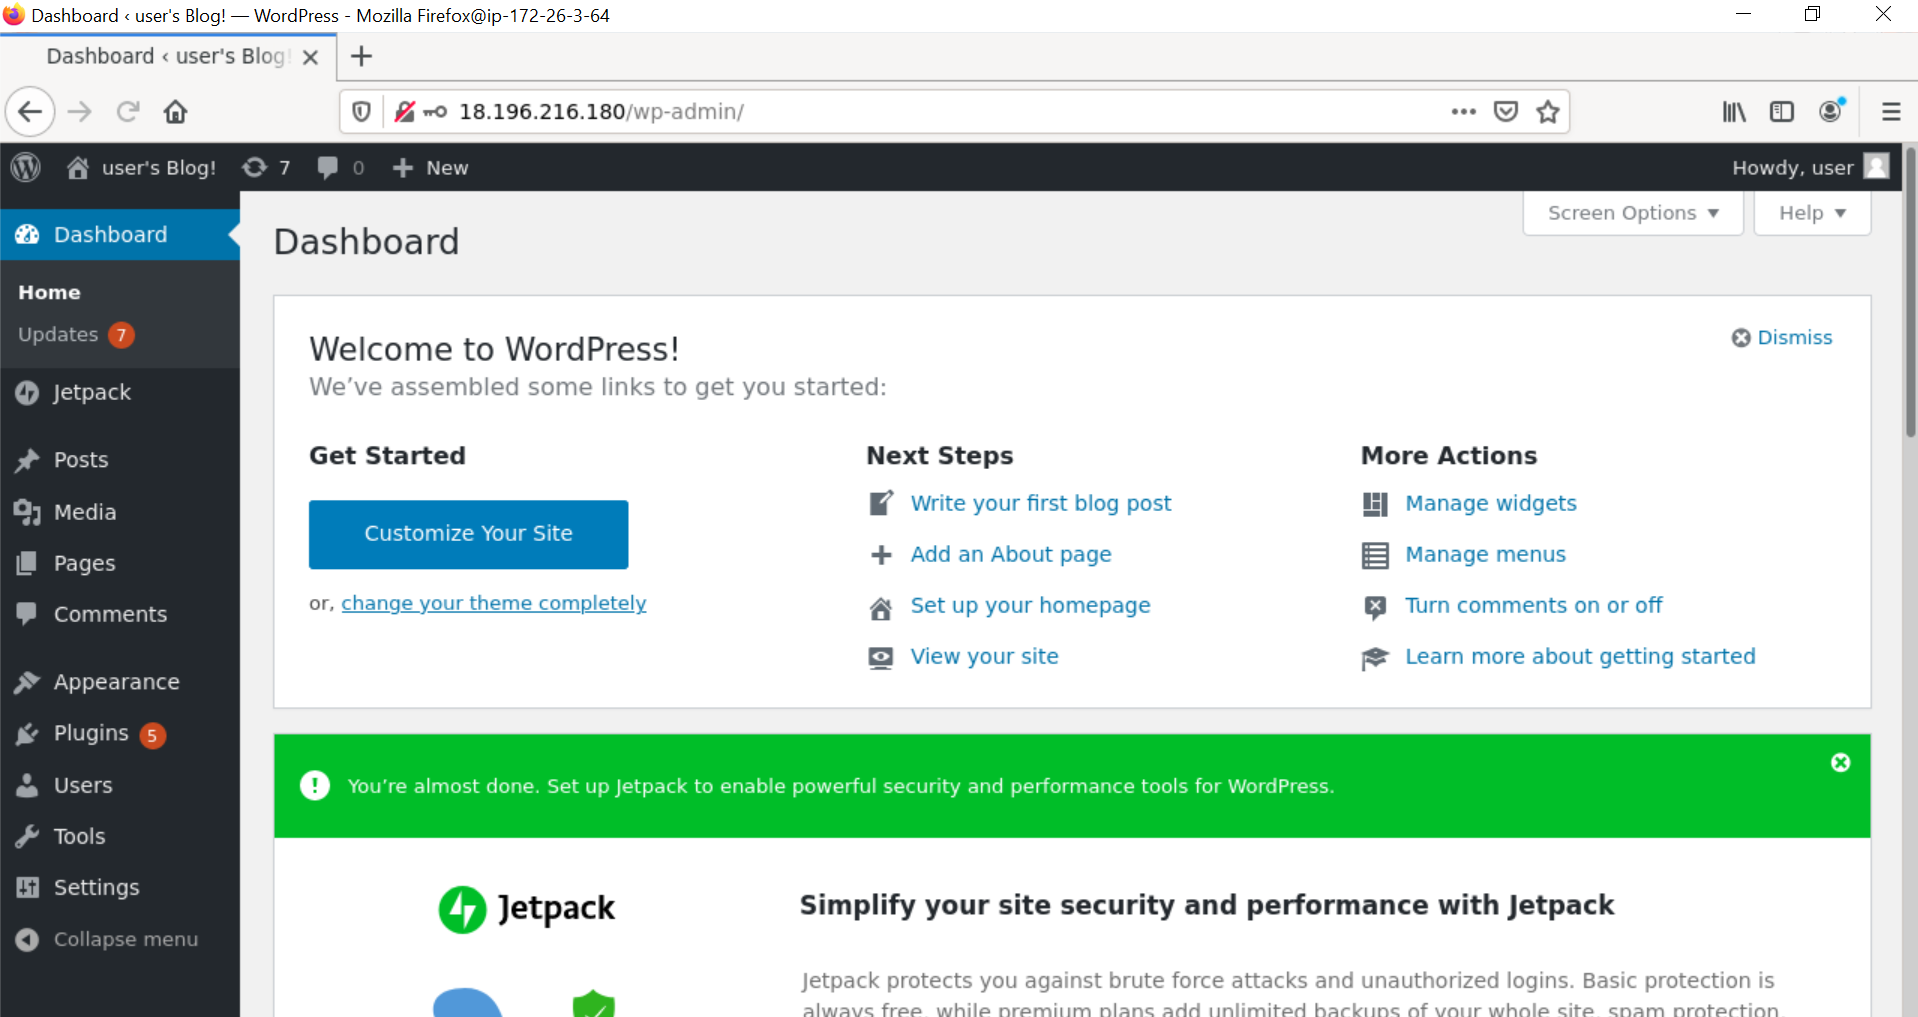 Dashboard ‹ user's Blog! — WordPress - Mozilla Firefox@ip-172-26-3-64
Dashboard ‹ user's Blog!
18.196.216.180/wp-admin/
user's Blog! 7 0 New
Howdy, user
Dashboard
Home
Updates 7
Jetpack
Posts
Media
Pages
Comments
Appearance
Plugins 5
Users
Tools
Settings
Collapse menu
Screen Options
Help
Dashboard
Welcome to WordPress!
Dismiss
We’ve assembled some links to get you started:
Get Started
Customize Your Site
or, change your theme completely
Next Steps
Write your first blog post
Add an About page
Set up your homepage
View your site
More Actions
Manage widgets
Manage menus
Turn comments on or off
Learn more about getting started
You’re almost done. Set up Jetpack to enable powerful security and performance tools for WordPress.
Jetpack
Simplify your site security and performance with Jetpack
Jetpack protects you against brute force attacks and unauthorized logins. Basic protection is
always free, while premium plans add unlimited backups of your whole site, spam protection,